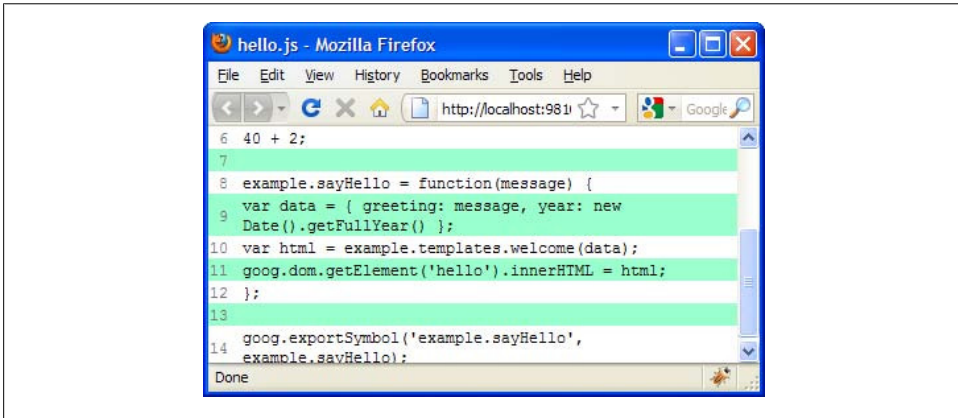 hello.js - Mozilla Firefox
File Edit View History Bookmarks Tools Help
http://localhost:981 Google
6 40 + 2;
7
8 example.sayHello = function(message) {
9 var data = { greeting: message, year: new
Date().getFullYear() };
10 var html = example.templates.welcome(data);
11 goog.dom.getElement('hello').innerHTML = html;
12 };
13
14 goog.exportSymbol('example.sayHello',
example.sayHello);
Done